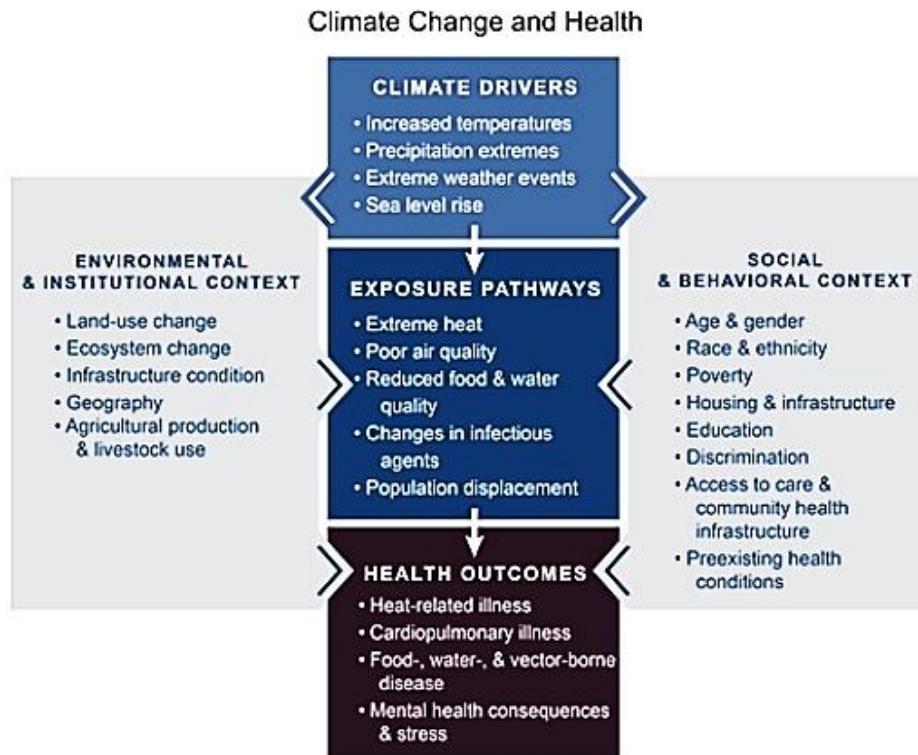 Climate Change and Health
CLIMATE DRIVERS
• Increased temperatures
• Precipitation extremes
• Extreme weather events
• Sea level rise
ENVIRONMENTAL
& INSTITUTIONAL CONTEXT
• Land-use change
• Ecosystem change
• Infrastructure condition
• Geography
• Agricultural production
& livestock use
EXPOSURE PATHWAYS
• Extreme heat
• Poor air quality
• Reduced food & water
quality
• Changes in infectious
agents
• Population displacement
SOCIAL
& BEHAVIORAL CONTEXT
• Age & gender
• Race & ethnicity
• Poverty
• Housing & infrastructure
• Education
• Discrimination
• Access to care &
community health
infrastructure
• Preexisting health
conditions
HEALTH OUTCOMES
• Heat-related illness
• Cardiopulmonary illness
• Food-, water-, & vector-borne
disease
• Mental health consequences
& stress